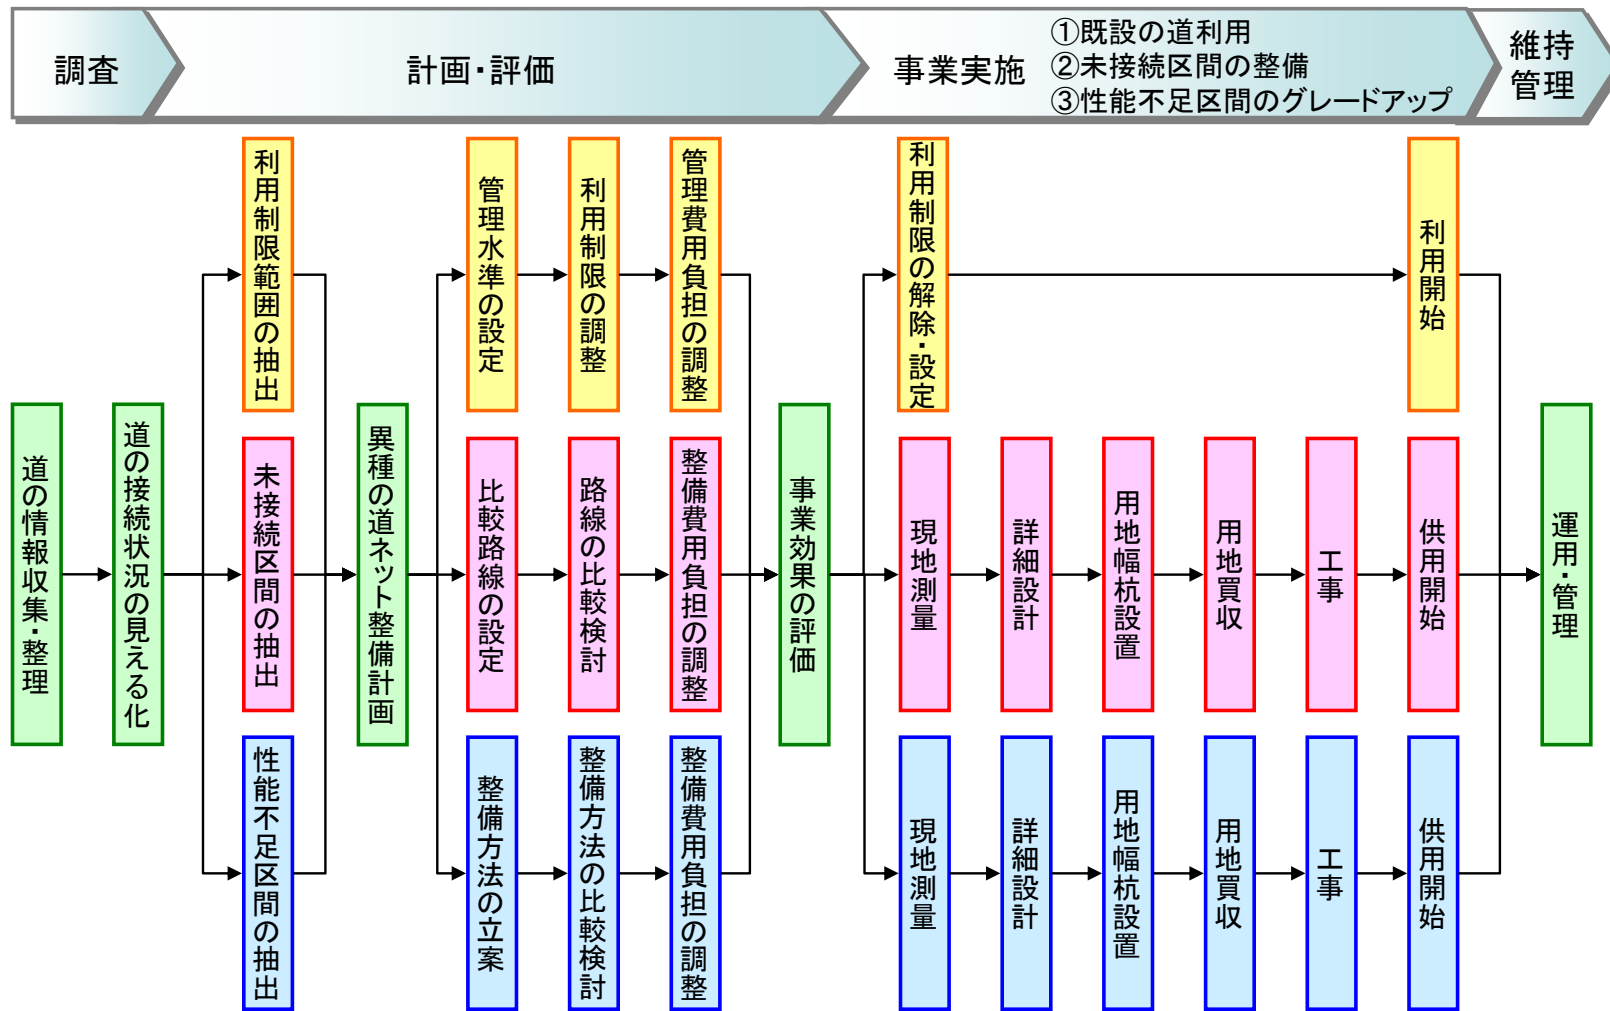 調査
計画・評価
事業実施
①既設の道利用
②未接続区間の整備
③性能不足区間のグレードアップ
維持
管理
道の情報収集・整理
道の接続状況の見える化
利用制限範囲の抽出
未接続区間の抽出
性能不足区間の抽出
異種の道ネット整備計画
管理水準の設定
利用制限の調整
管理費用負担の調整
比較路線の設定
路線の比較検討
整備費用負担の調整
整備方法の立案
整備方法の比較検討
整備費用負担の調整
事業効果の評価
利用制限の解除・設定
利用開始
現地測量
詳細設計
用地幅杭設置
用地買収
工事
供用開始
現地測量
詳細設計
用地幅杭設置
用地買収
工事
供用開始
運用・管理